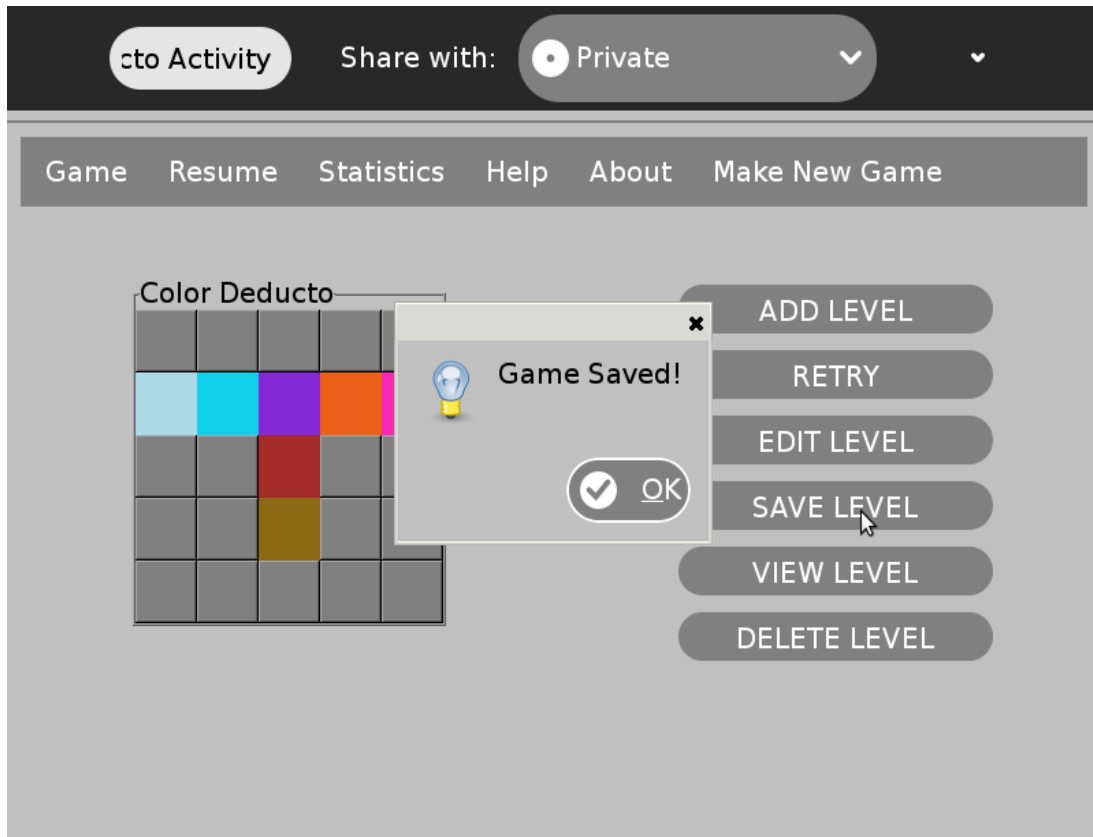 cto Activity
Share with:
Private
Game Resume Statistics Help About Make New Game
Color Deducto
Game Saved!
OK
ADD LEVEL
RETRY
EDIT LEVEL
SAVE LEVEL
VIEW LEVEL
DELETE LEVEL